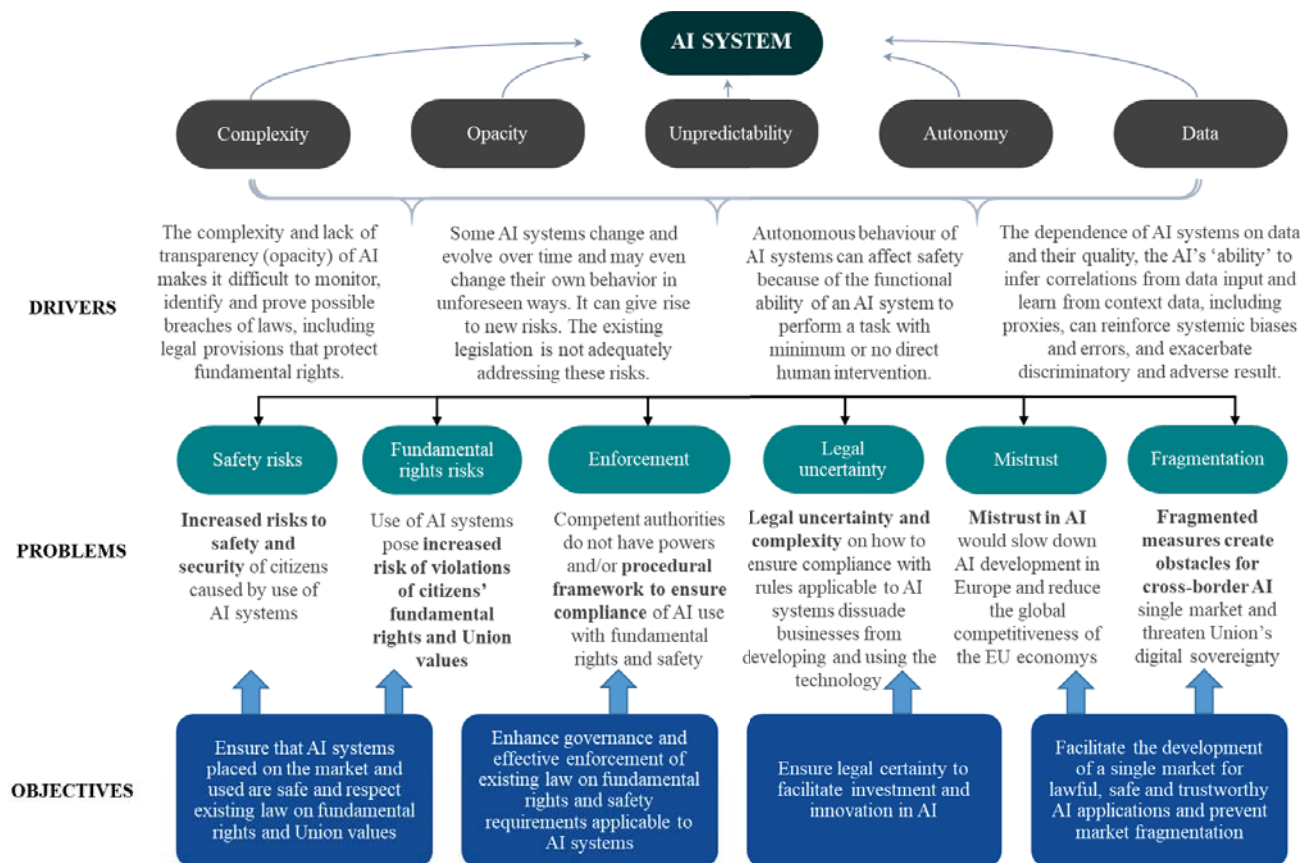 AI SYSTEM
Complexity
Opacity
Unpredictability
Autonomy
Data
DRIVERS
The complexity and lack of
transparency (opacity) of AI
makes it difficult to monitor,
identify and prove possible
breaches of laws, including
legal provisions that protect
fundamental rights.
Some AI systems change and
evolve over time and may even
change their own behavior in
unforeseen ways. It can give rise
to new risks. The existing
legislation is not adequately
addressing these risks.
Autonomous behaviour of
AI systems can affect safety
because of the functional
ability of an AI system to
perform a task with
minimum or no direct
human intervention.
The dependence of AI systems on data
and their quality, the AI's 'ability' to
infer correlations from data input and
learn from context data, including
proxies, can reinforce systemic biases
and errors, and exacerbate
discriminatory and adverse result.
PROBLEMS
Safety risks
Increased risks to
safety and
security of citizens
caused by use of
AI systems
Fundamental
rights risks
Use of AI systems
pose increased
risk of violations
of citizens'
fundamental
rights and Union
values
Enforcement
Competent authorities
do not have powers
and/or procedural
framework to ensure
compliance of AI use
with fundamental
rights and safety
Legal
uncertainty
Legal uncertainty and
complexity on how to
ensure compliance with
rules applicable to AI
systems dissuade
businesses from
developing and using the
technology
Mistrust
Mistrust in AI
would slow down
AI development in
Europe and reduce
the global
competitiveness of
the EU economys
Fragmentation
Fragmented
measures create
obstacles for
cross-border AI
single market and
threaten Union's
digital sovereignty
OBJECTIVES
Ensure that AI systems
placed on the market and
used are safe and respect
existing law on fundamental
rights and Union values
Enhance governance and
effective enforcement of
existing law on fundamental
rights and safety
requirements applicable to
AI systems
Ensure legal certainty to
facilitate investment and
innovation in AI
Facilitate the development
of a single market for
lawful, safe and trustworthy
AI applications and prevent
market fragmentation